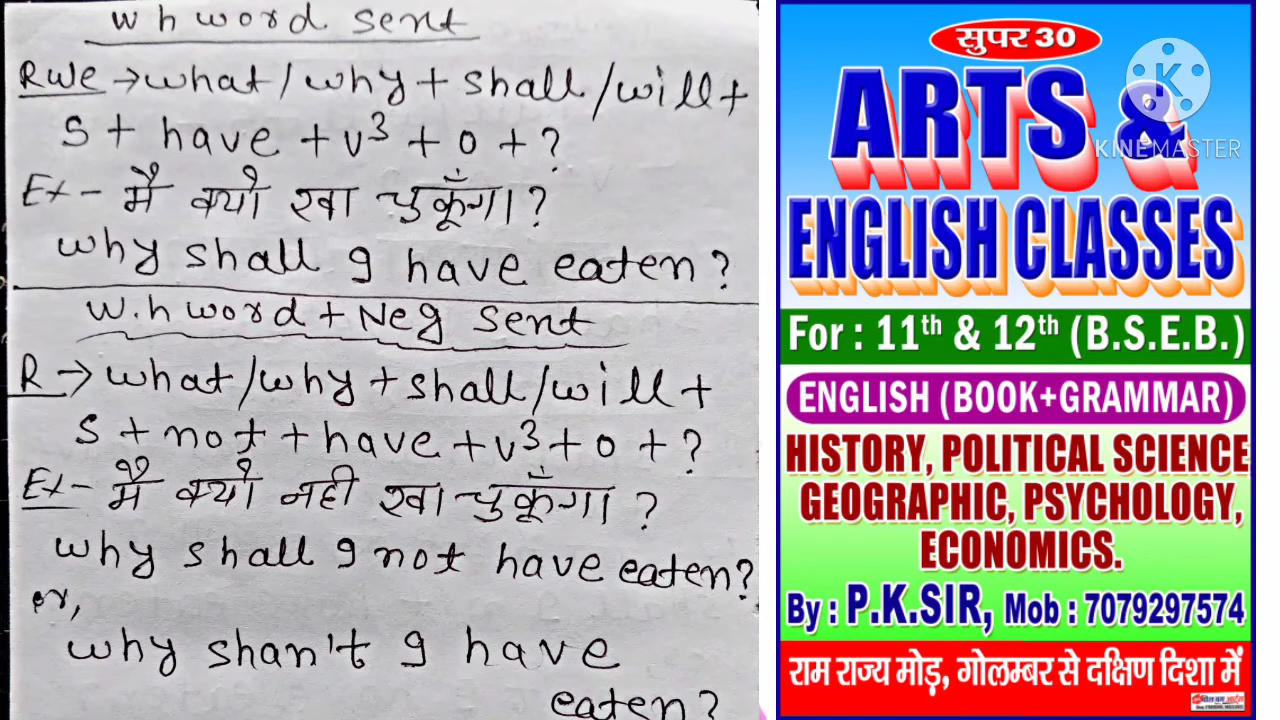 Wh word sent
Rule → what/why + shall/will +
S + have + v³ + o + ?
Ex - मै क्यो खा चुकूँगा?
why shall I have eaten?
W.h word + Neg sent
R → what/why + shall/will +
S + not + have + v³ + o + ?
Ex - मै क्यो नही खा चुकूँगा ?
why shall I not have eaten?
or,
why shan't I have
eaten?
सुपर 30
ARTS &
KINEMASTER
ENGLISH CLASSES
For : 11th & 12th (B.S.E.B.)
ENGLISH (BOOK+GRAMMAR)
HISTORY, POLITICAL SCIENCE
GEOGRAPHIC, PSYCHOLOGY,
ECONOMICS.
By : P.K.SIR, Mob : 7079297574
राम राज्य मोड़, गोलम्बर से दक्षिण दिशा में